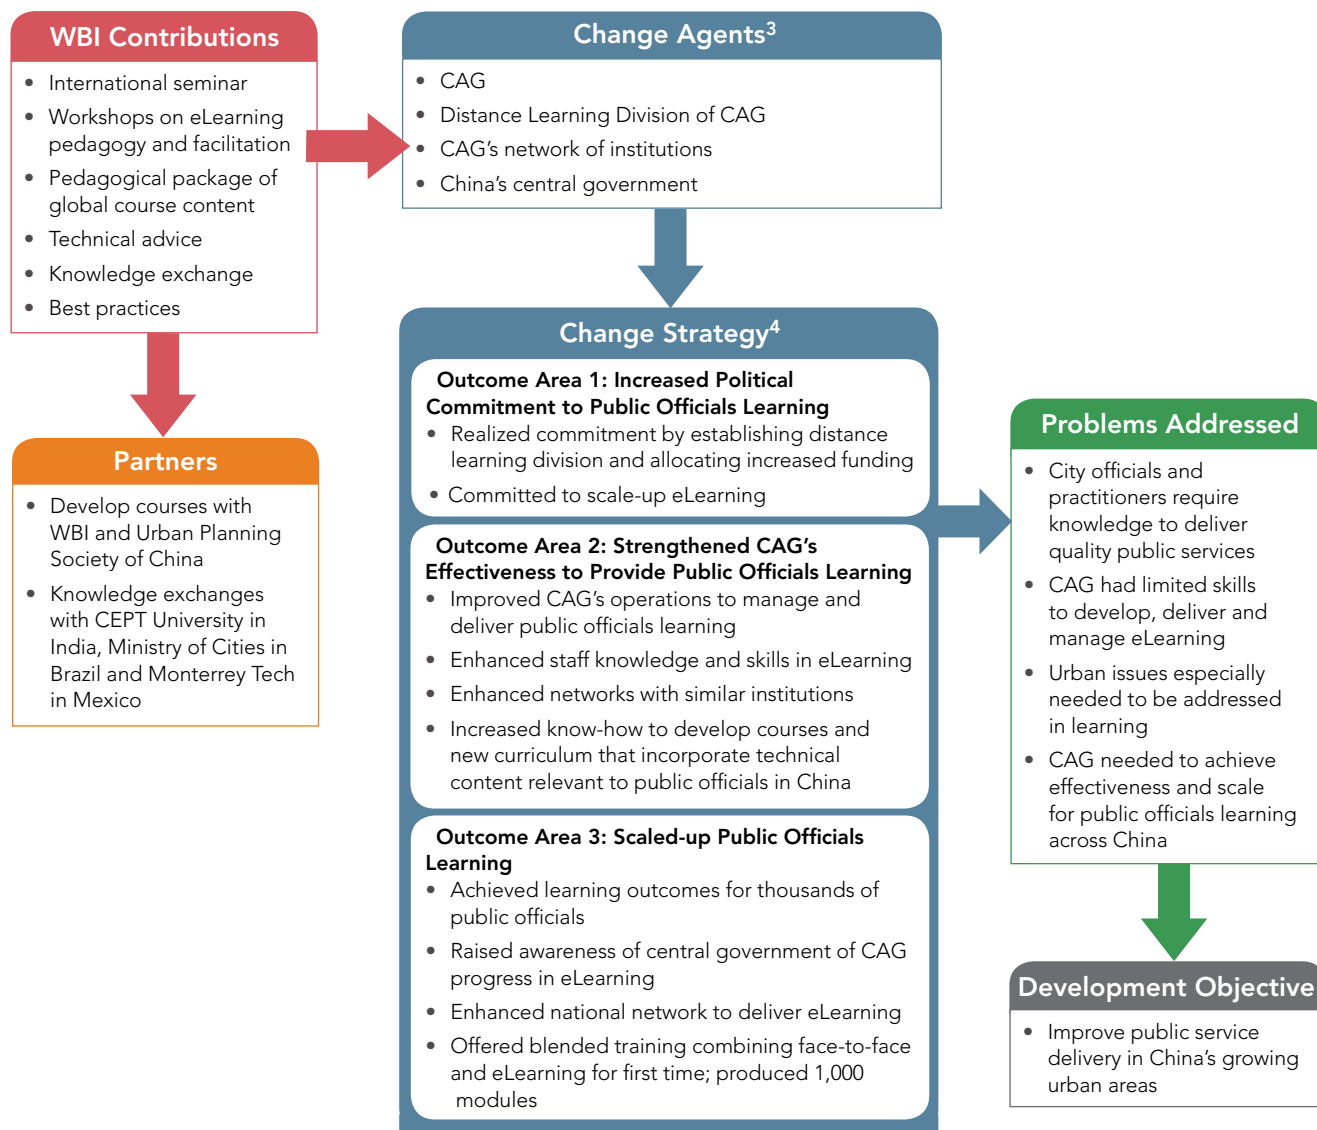 WBI Contributions
• International seminar
• Workshops on eLearning
pedagogy and facilitation
• Pedagogical package of
global course content
• Technical advice
• Knowledge exchange
• Best practices
Change Agents³
• CAG
• Distance Learning Division of CAG
• CAG’s network of institutions
• China’s central government
Partners
• Develop courses with
WBI and Urban Planning
Society of China
• Knowledge exchanges
with CEPT University in
India, Ministry of Cities in
Brazil and Monterrey Tech
in Mexico
Change Strategy⁴
Outcome Area 1: Increased Political
Commitment to Public Officials Learning
• Realized commitment by establishing distance
learning division and allocating increased funding
• Committed to scale-up eLearning
Outcome Area 2: Strengthened CAG’s
Effectiveness to Provide Public Officials Learning
• Improved CAG’s operations to manage and
deliver public officials learning
• Enhanced staff knowledge and skills in eLearning
• Enhanced networks with similar institutions
• Increased know-how to develop courses and
new curriculum that incorporate technical
content relevant to public officials in China
Outcome Area 3: Scaled-up Public Officials
Learning
• Achieved learning outcomes for thousands of
public officials
• Raised awareness of central government of CAG
progress in eLearning
• Enhanced national network to deliver eLearning
• Offered blended training combining face-to-face
and eLearning for first time; produced 1,000
modules
Problems Addressed
• City officials and
practitioners require
knowledge to deliver
quality public services
• CAG had limited skills
to develop, deliver and
manage eLearning
• Urban issues especially
needed to be addressed
in learning
• CAG needed to achieve
effectiveness and scale
for public officials learning
across China
Development Objective
• Improve public service
delivery in China’s growing
urban areas